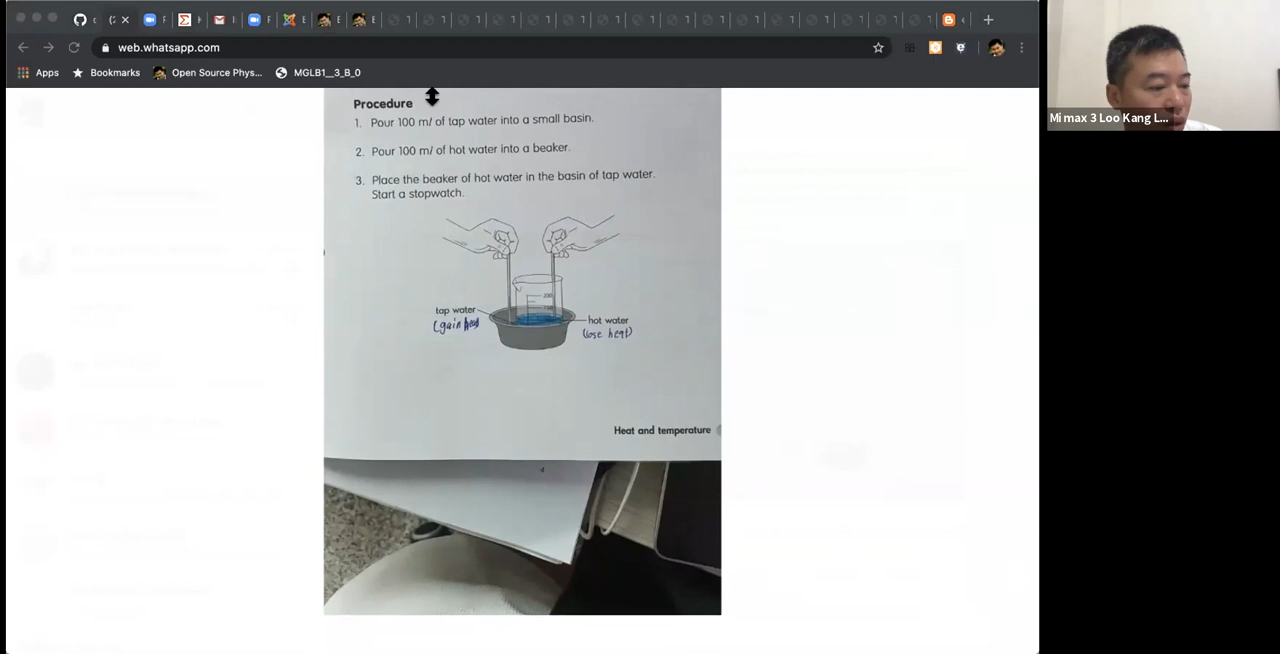 web.whatsapp.com
Apps
Bookmarks
Open Source Phys...
MGLB1__3_B_0
Mi max 3 Loo Kang L...
Procedure
1. Pour 100 ml of tap water into a small basin.
2. Pour 100 ml of hot water into a beaker.
3. Place the beaker of hot water in the basin of tap water.
Start a stopwatch.
200
tap water
(gain heat)
hot water
(lose heat)
Heat and temperature